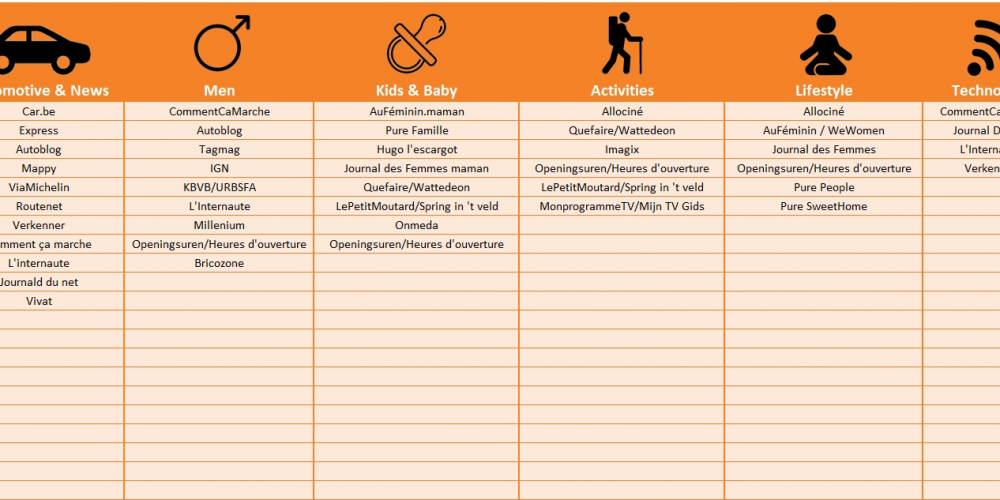 omotive & News Men Kids & Baby Activities Lifestyle Techno
Car.be CommentCaMarche AuFéminin.maman Allociné Allociné CommentCa
Express Autoblog Pure Famille Quefaire/Wattedeon AuFéminin / WeWomen Journal D
Autoblog Tagmag Hugo l'escargot Imagix Journal des Femmes L'Interna
Mappy IGN Journal des Femmes maman Openingsuren/Heures d'ouverture Openingsuren/Heures d'ouverture Verken
ViaMichelin KBVB/URBSFA Quefaire/Wattedeon LePetitMoutard/Spring in 't veld Pure People
Routenet L'Internaute LePetitMoutard/Spring in 't veld MonprogrammeTV/Mijn TV Gids Pure SweetHome
Verkenner Millenium Onmeda
mment ça marche Openingsuren/Heures d'ouverture Openingsuren/Heures d'ouverture
L'internaute Bricozone
Journald du net
Vivat